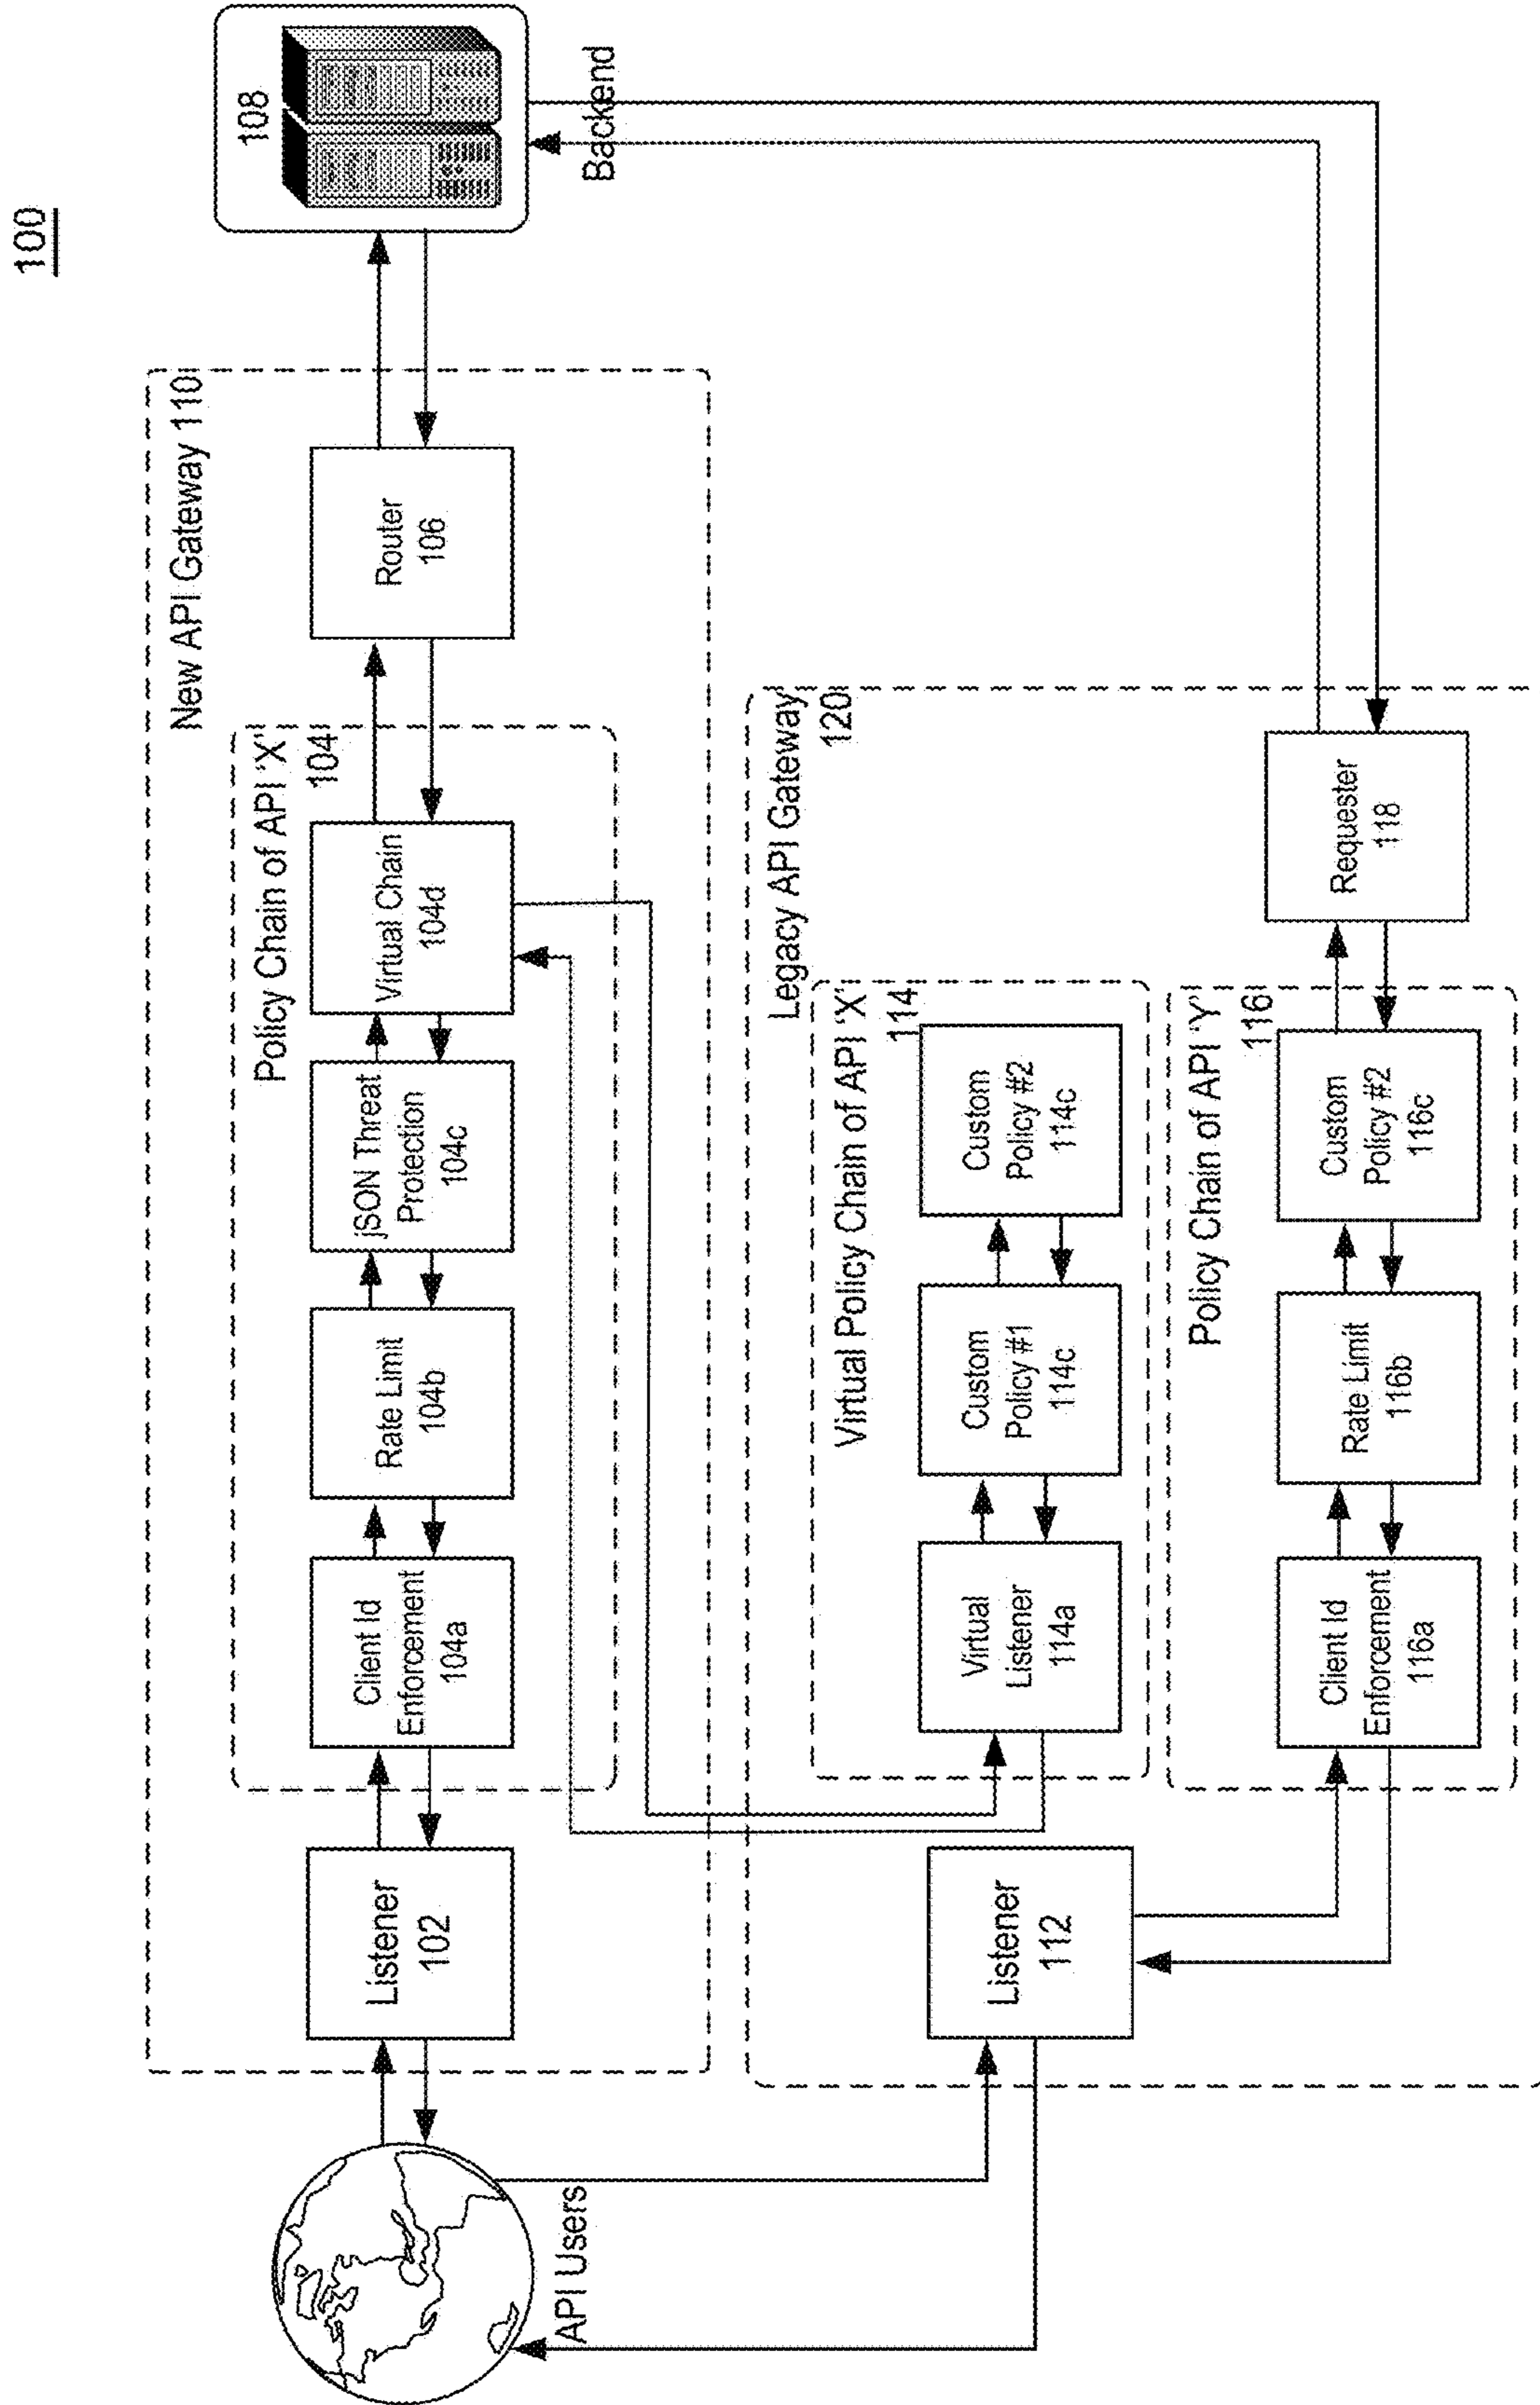 100
New API Gateway 110
Policy Chain of API 'X'
104
Listener
102
Client Id
Enforcement
104a
Rate Limit
104b
jSON Threat
Protection
104c
Virtual Chain
104d
Router
106
108
Backend
API Users
Legacy API Gateway
120
Virtual Policy Chain of API 'X'
114
Virtual
Listener
114a
Custom
Policy #1
114c
Custom
Policy #2
114c
Listener
112
Policy Chain of API 'Y'
116
Client Id
Enforcement
116a
Rate Limit
116b
Custom
Policy #2
116c
Requester
118